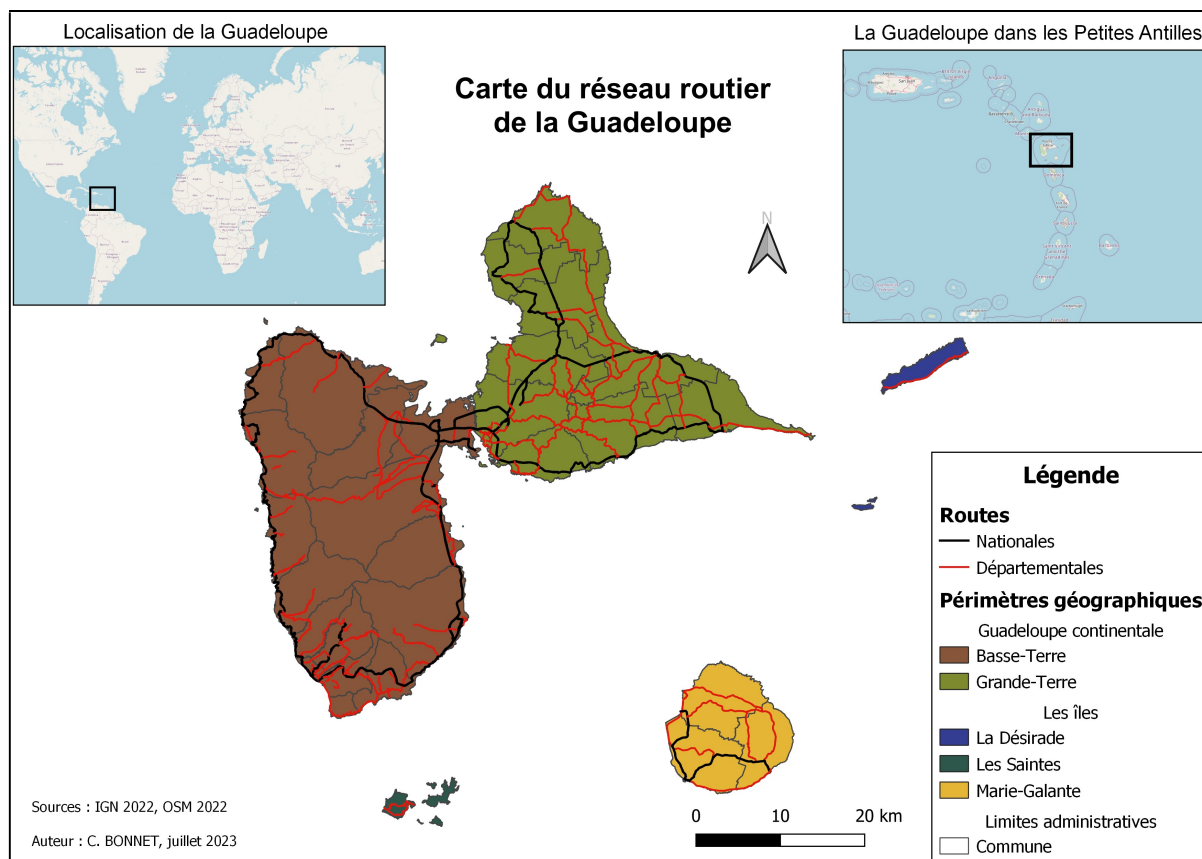 Localisation de la Guadeloupe
La Guadeloupe dans les Petites Antilles
Carte du réseau routier
de la Guadeloupe
N
Légende
Routes
Nationales
Départementales
Périmètres géographiques
Guadeloupe continentale
Basse-Terre
Grande-Terre
Les îles
La Désirade
Les Saintes
Marie-Galante
Limites administratives
Commune
Sources : IGN 2022, OSM 2022
Auteur : C. BONNET, juillet 2023
0 10 20 km